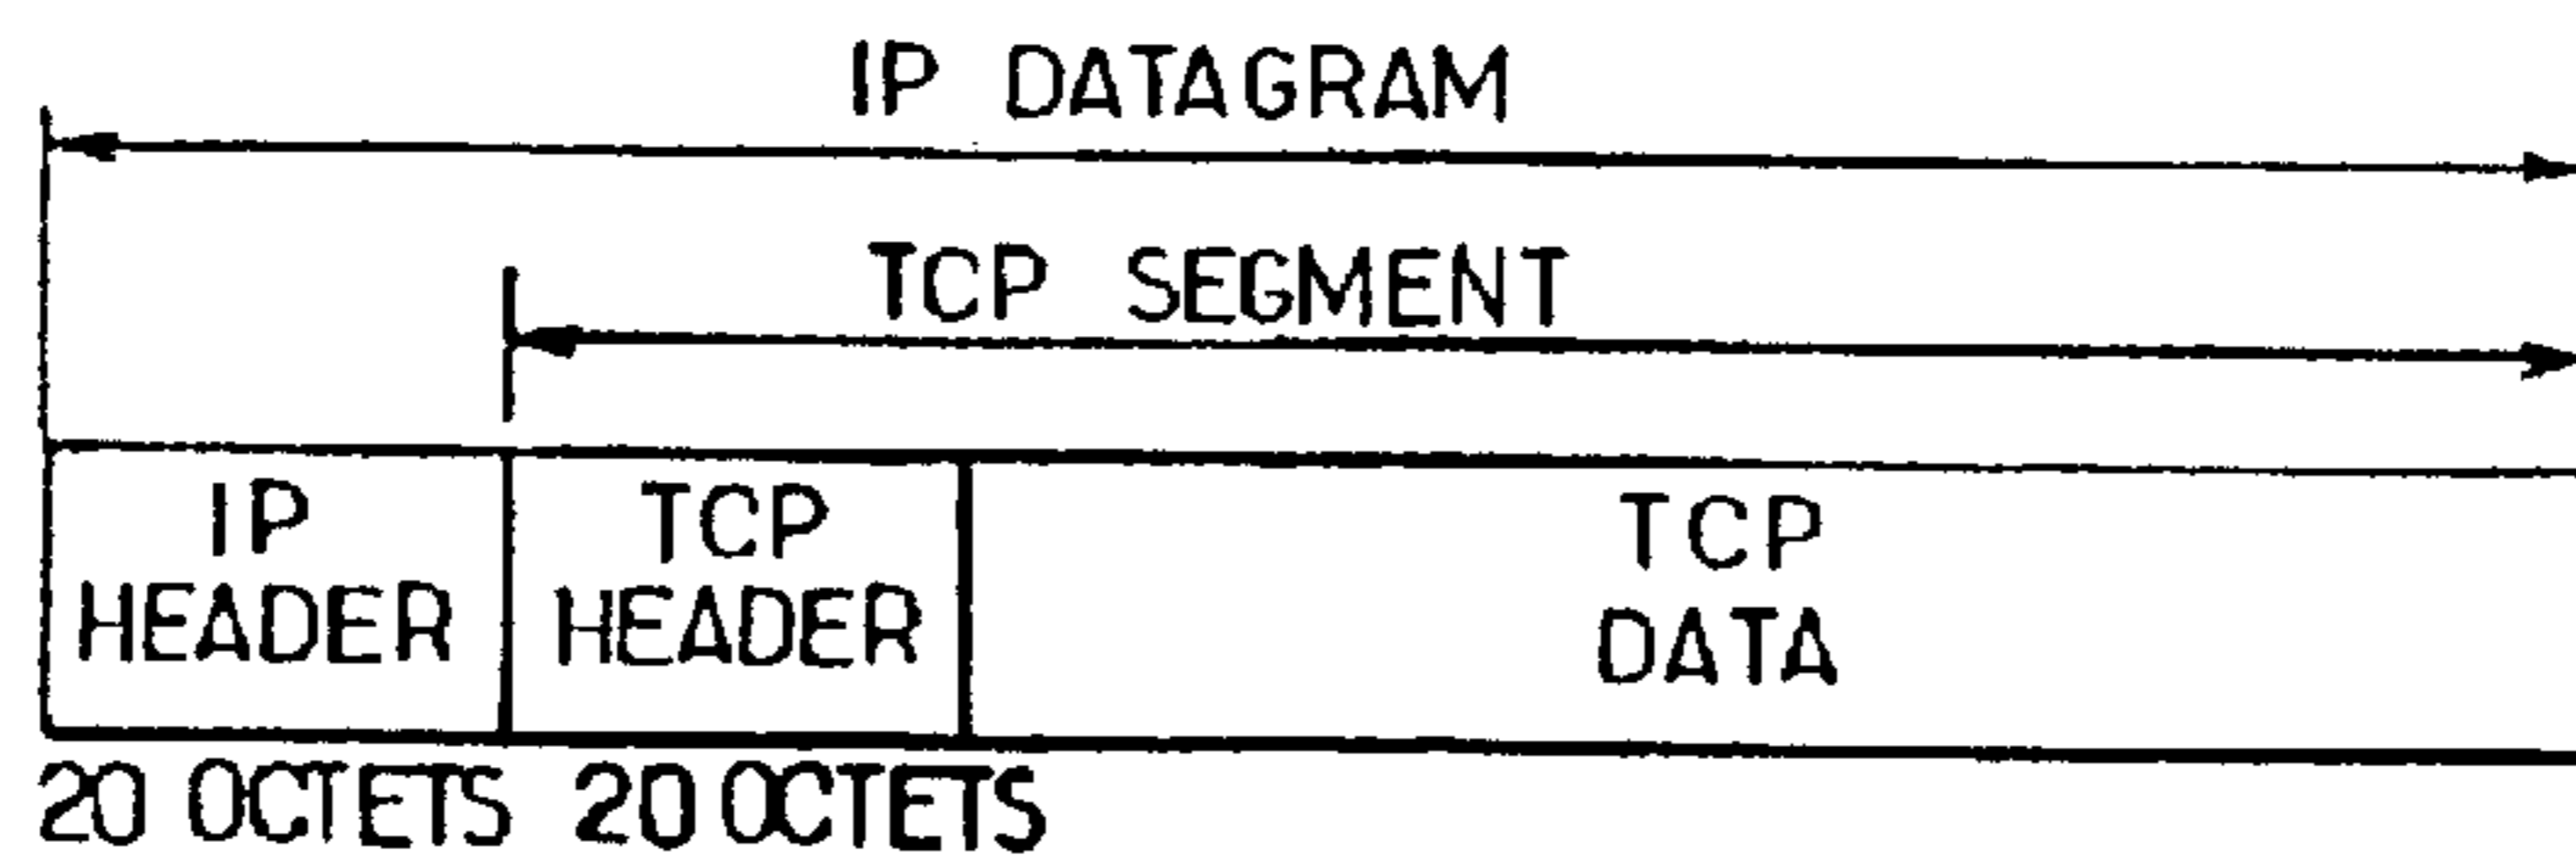 IP DATAGRAM
TCP SEGMENT
IP HEADER
TCP HEADER
TCP DATA
20 OCTETS 20 OCTETS